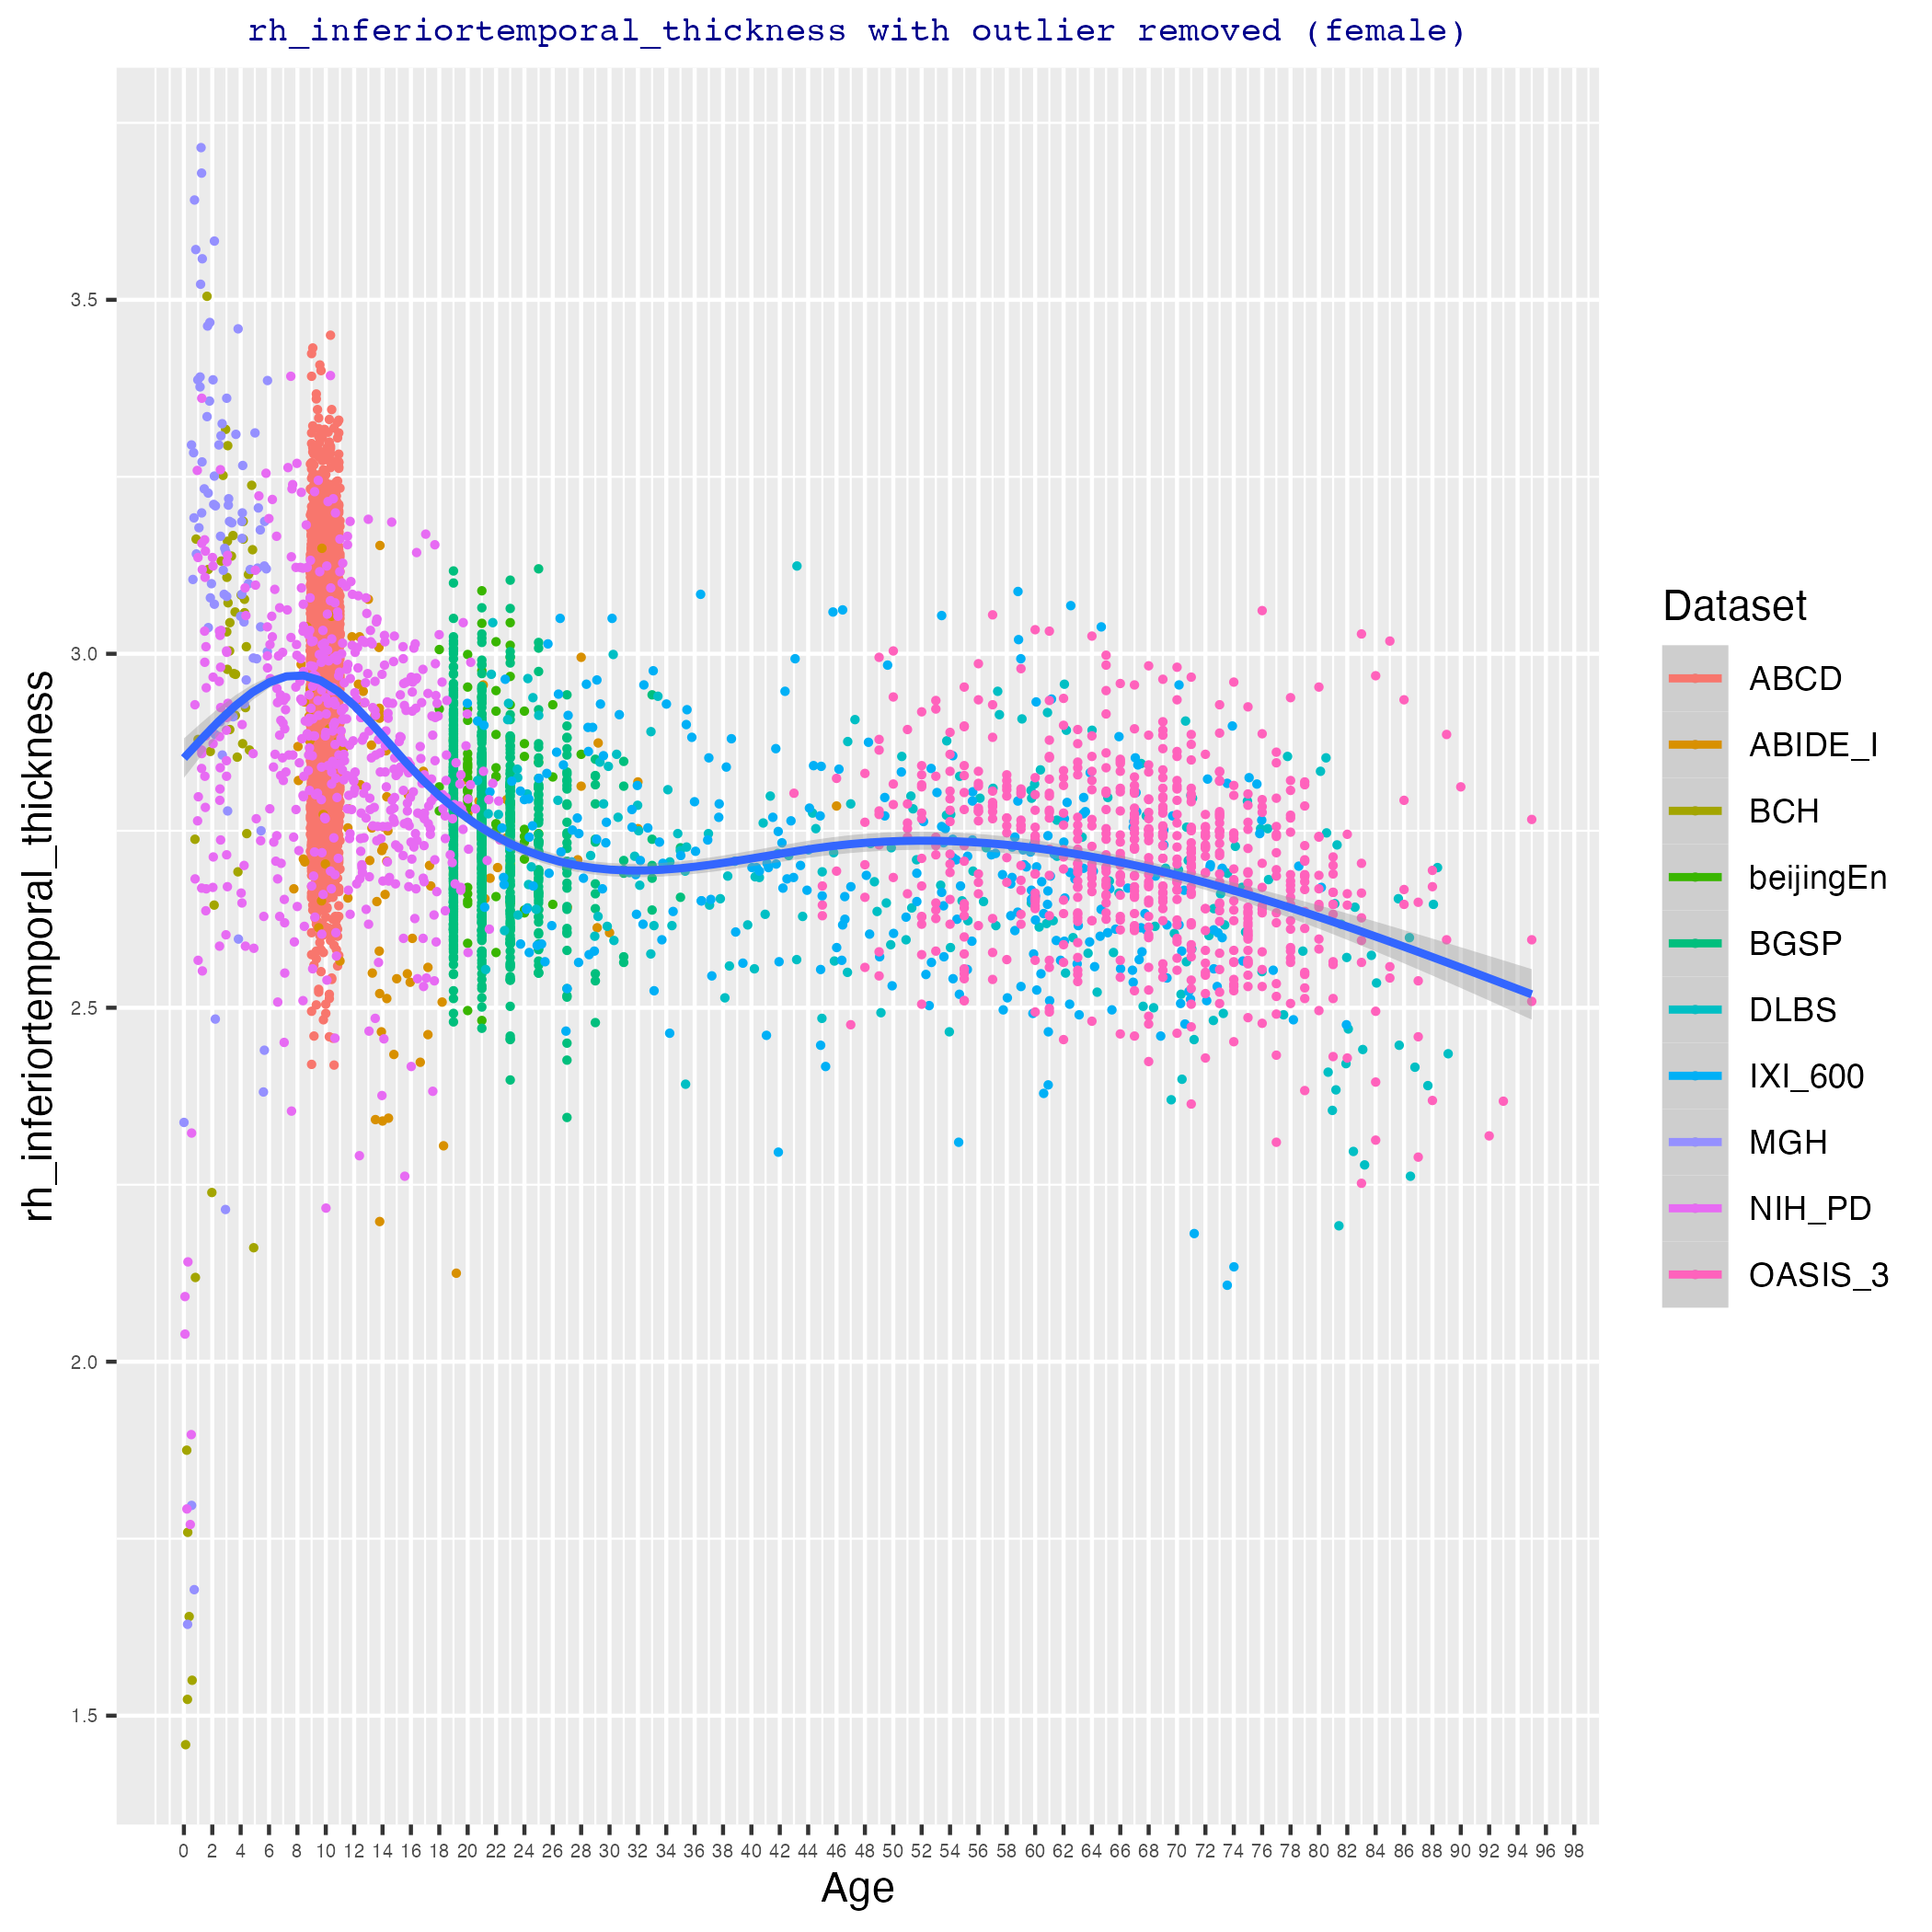 rh_inferiortemporal_thickness with outlier removed (female)
rh_inferiortemporal_thickness
3.5
3.0
2.5
2.0
1.5
0 2 4 6 8 10 12 14 16 18 20 22 24 26 28 30 32 34 36 38 40 42 44 46 48 50 52 54 56 58 60 62 64 66 68 70 72 74 76 78 80 82 84 86 88 90 92 94 96 98
Age
Dataset
ABCD
ABIDE_I
BCH
beijingEn
BGSP
DLBS
IXI_600
MGH
NIH_PD
OASIS_3